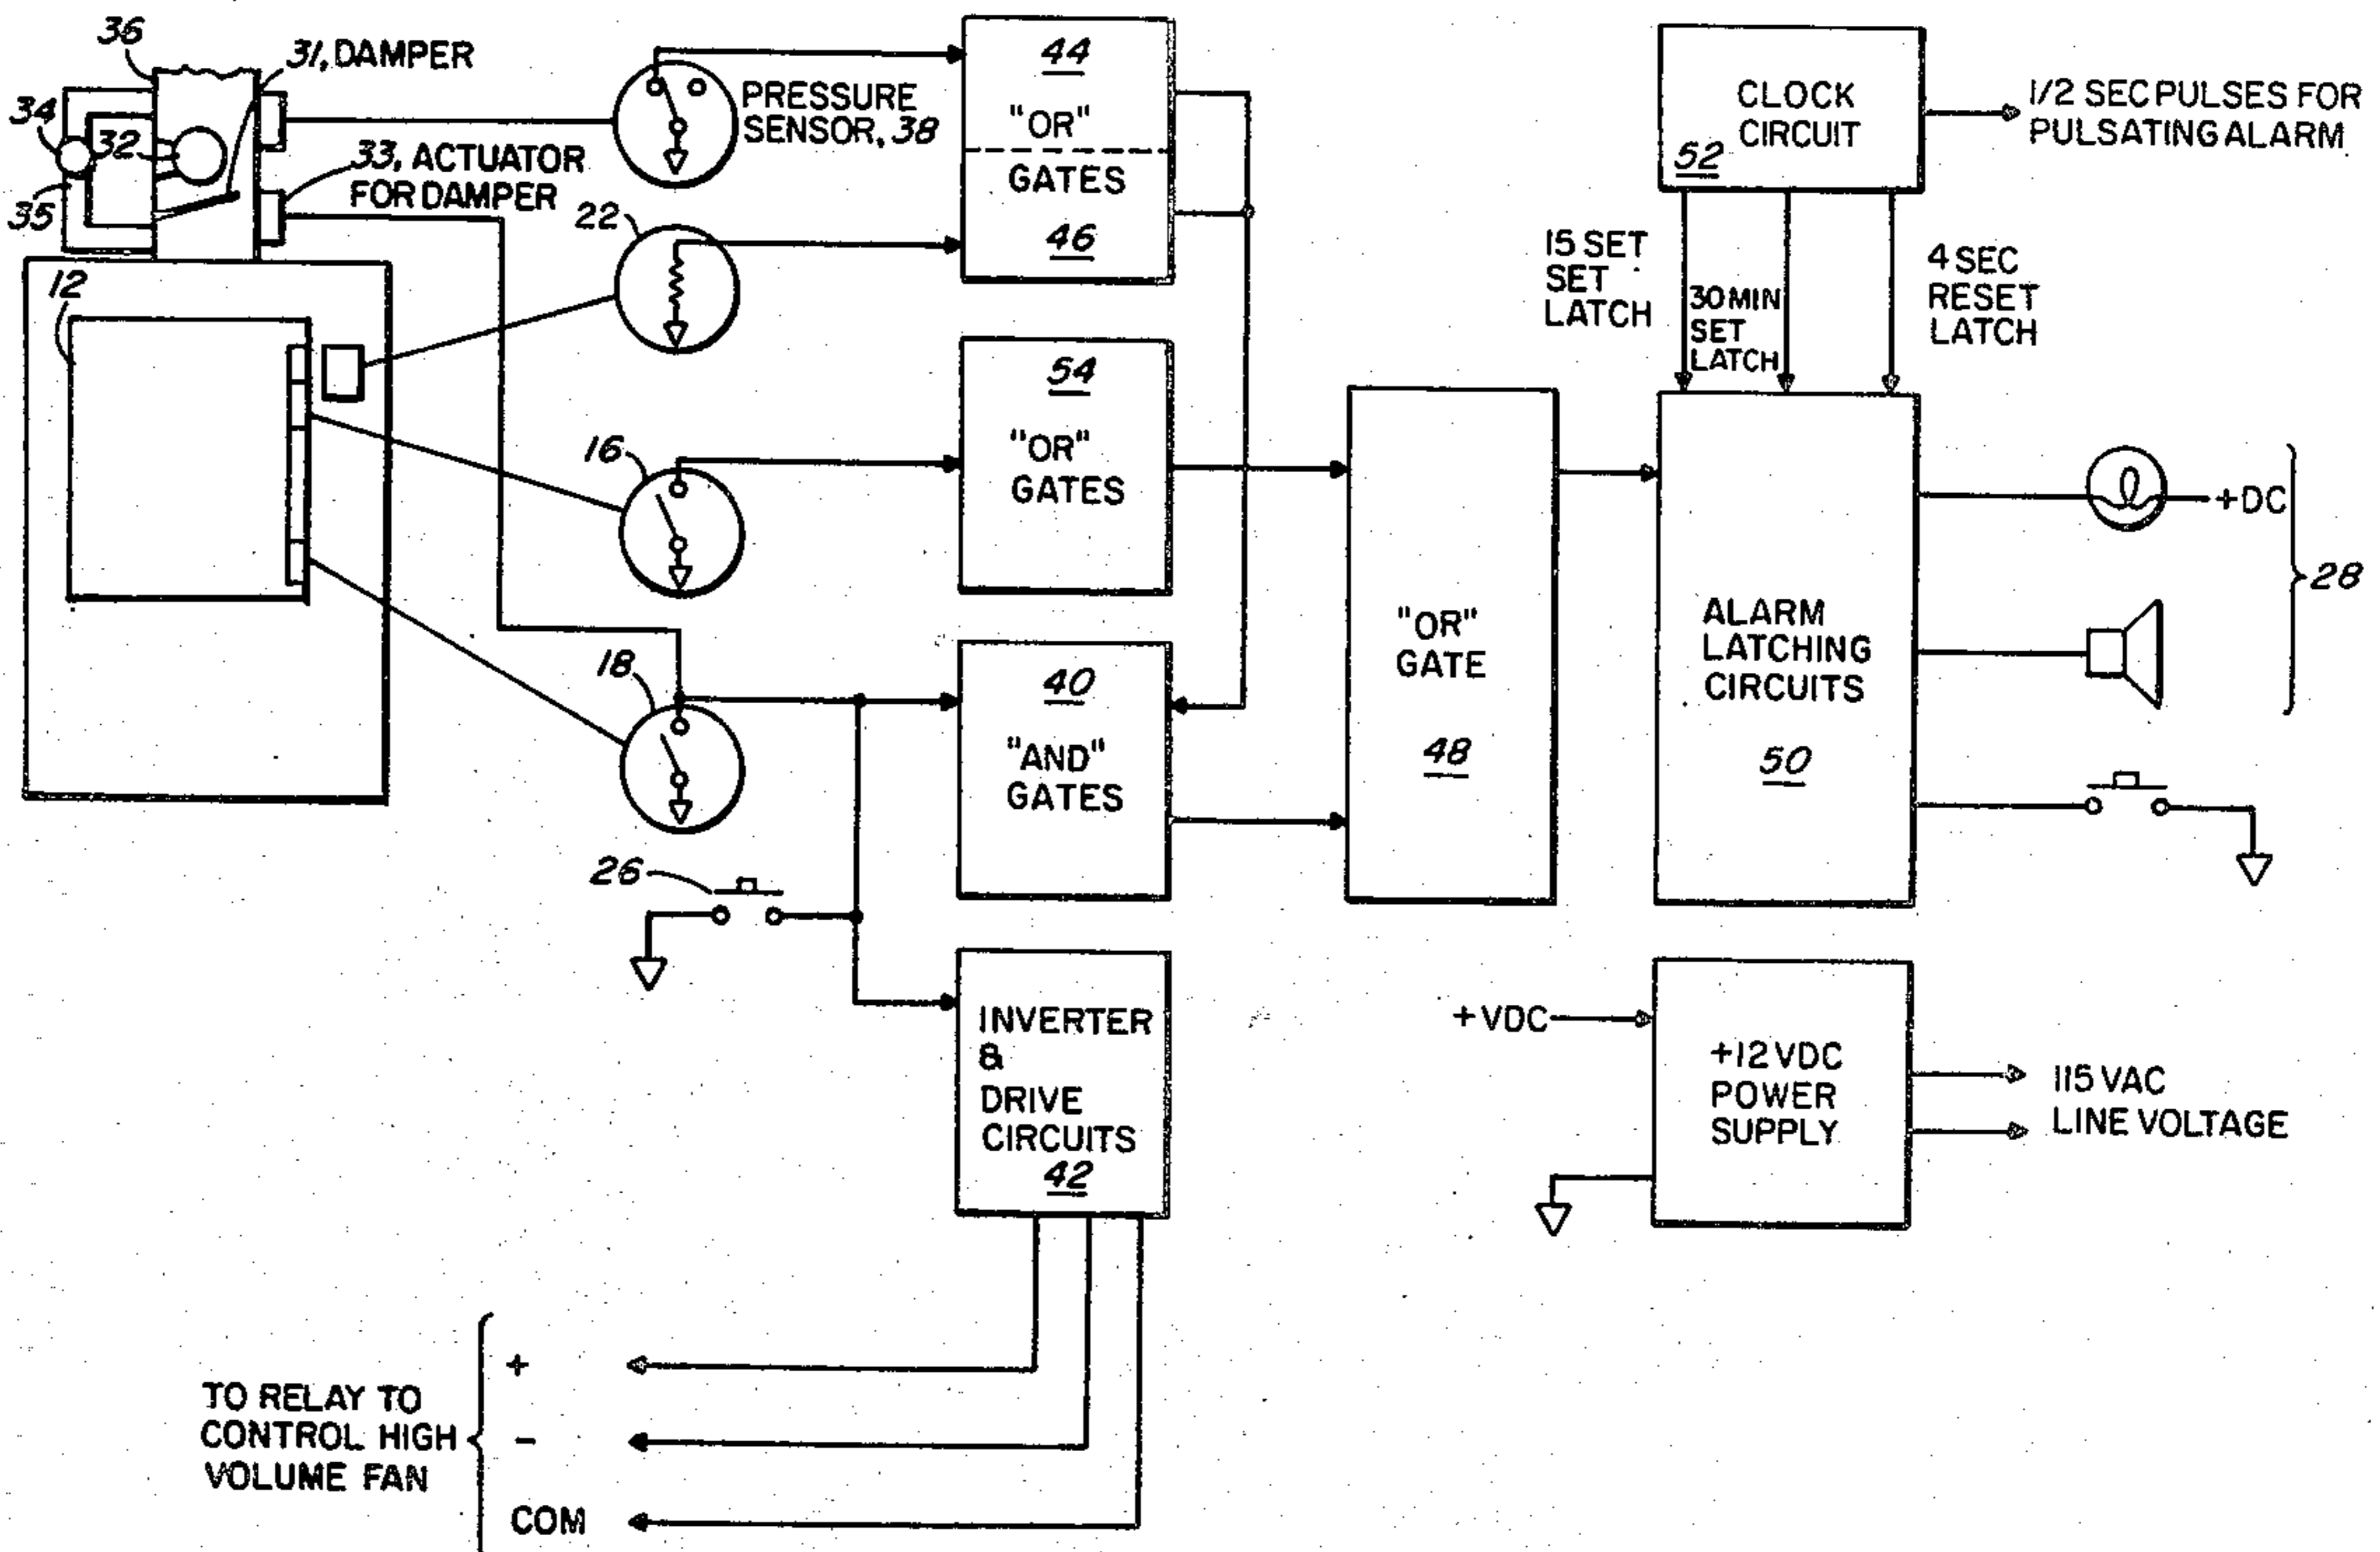 36
31, DAMPER
34
32
33, ACTUATOR
FOR DAMPER
35
12
PRESSURE
SENSOR, 38
22
16
18
26
44
"OR"
GATES
46
54
"OR"
GATES
40
"AND"
GATES
INVERTER
&
DRIVE
CIRCUITS
42
TO RELAY TO
CONTROL HIGH
VOLUME FAN
+
-
COM
"OR"
GATE
48
CLOCK
CIRCUIT
52
1/2 SEC PULSES FOR
PULSATING ALARM
15 SET
SET
LATCH
30 MIN
SET
LATCH
4 SEC
RESET
LATCH
ALARM
LATCHING
CIRCUITS
50
+DC
28
+VDC
+12 VDC
POWER
SUPPLY
115 VAC
LINE VOLTAGE